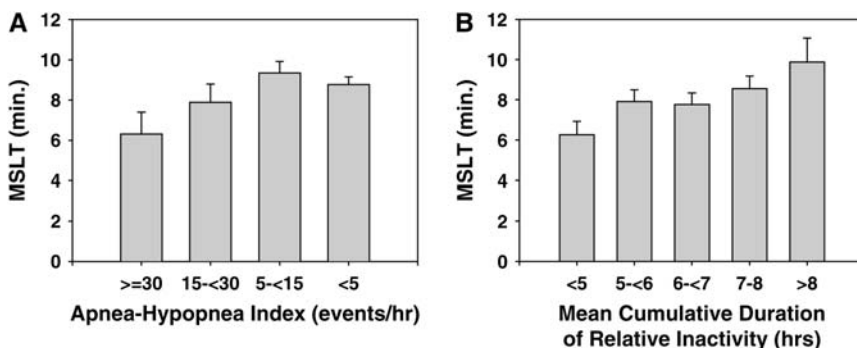 A
MSLT (min.)
12
10
8
6
4
2
0
>=30 15-<30 5-<15 <5
Apnea-Hypopnea Index (events/hr)
B
MSLT (min.)
12
10
8
6
4
2
0
<5 5-<6 6-<7 7-8 >8
Mean Cumulative Duration
of Relative Inactivity (hrs)